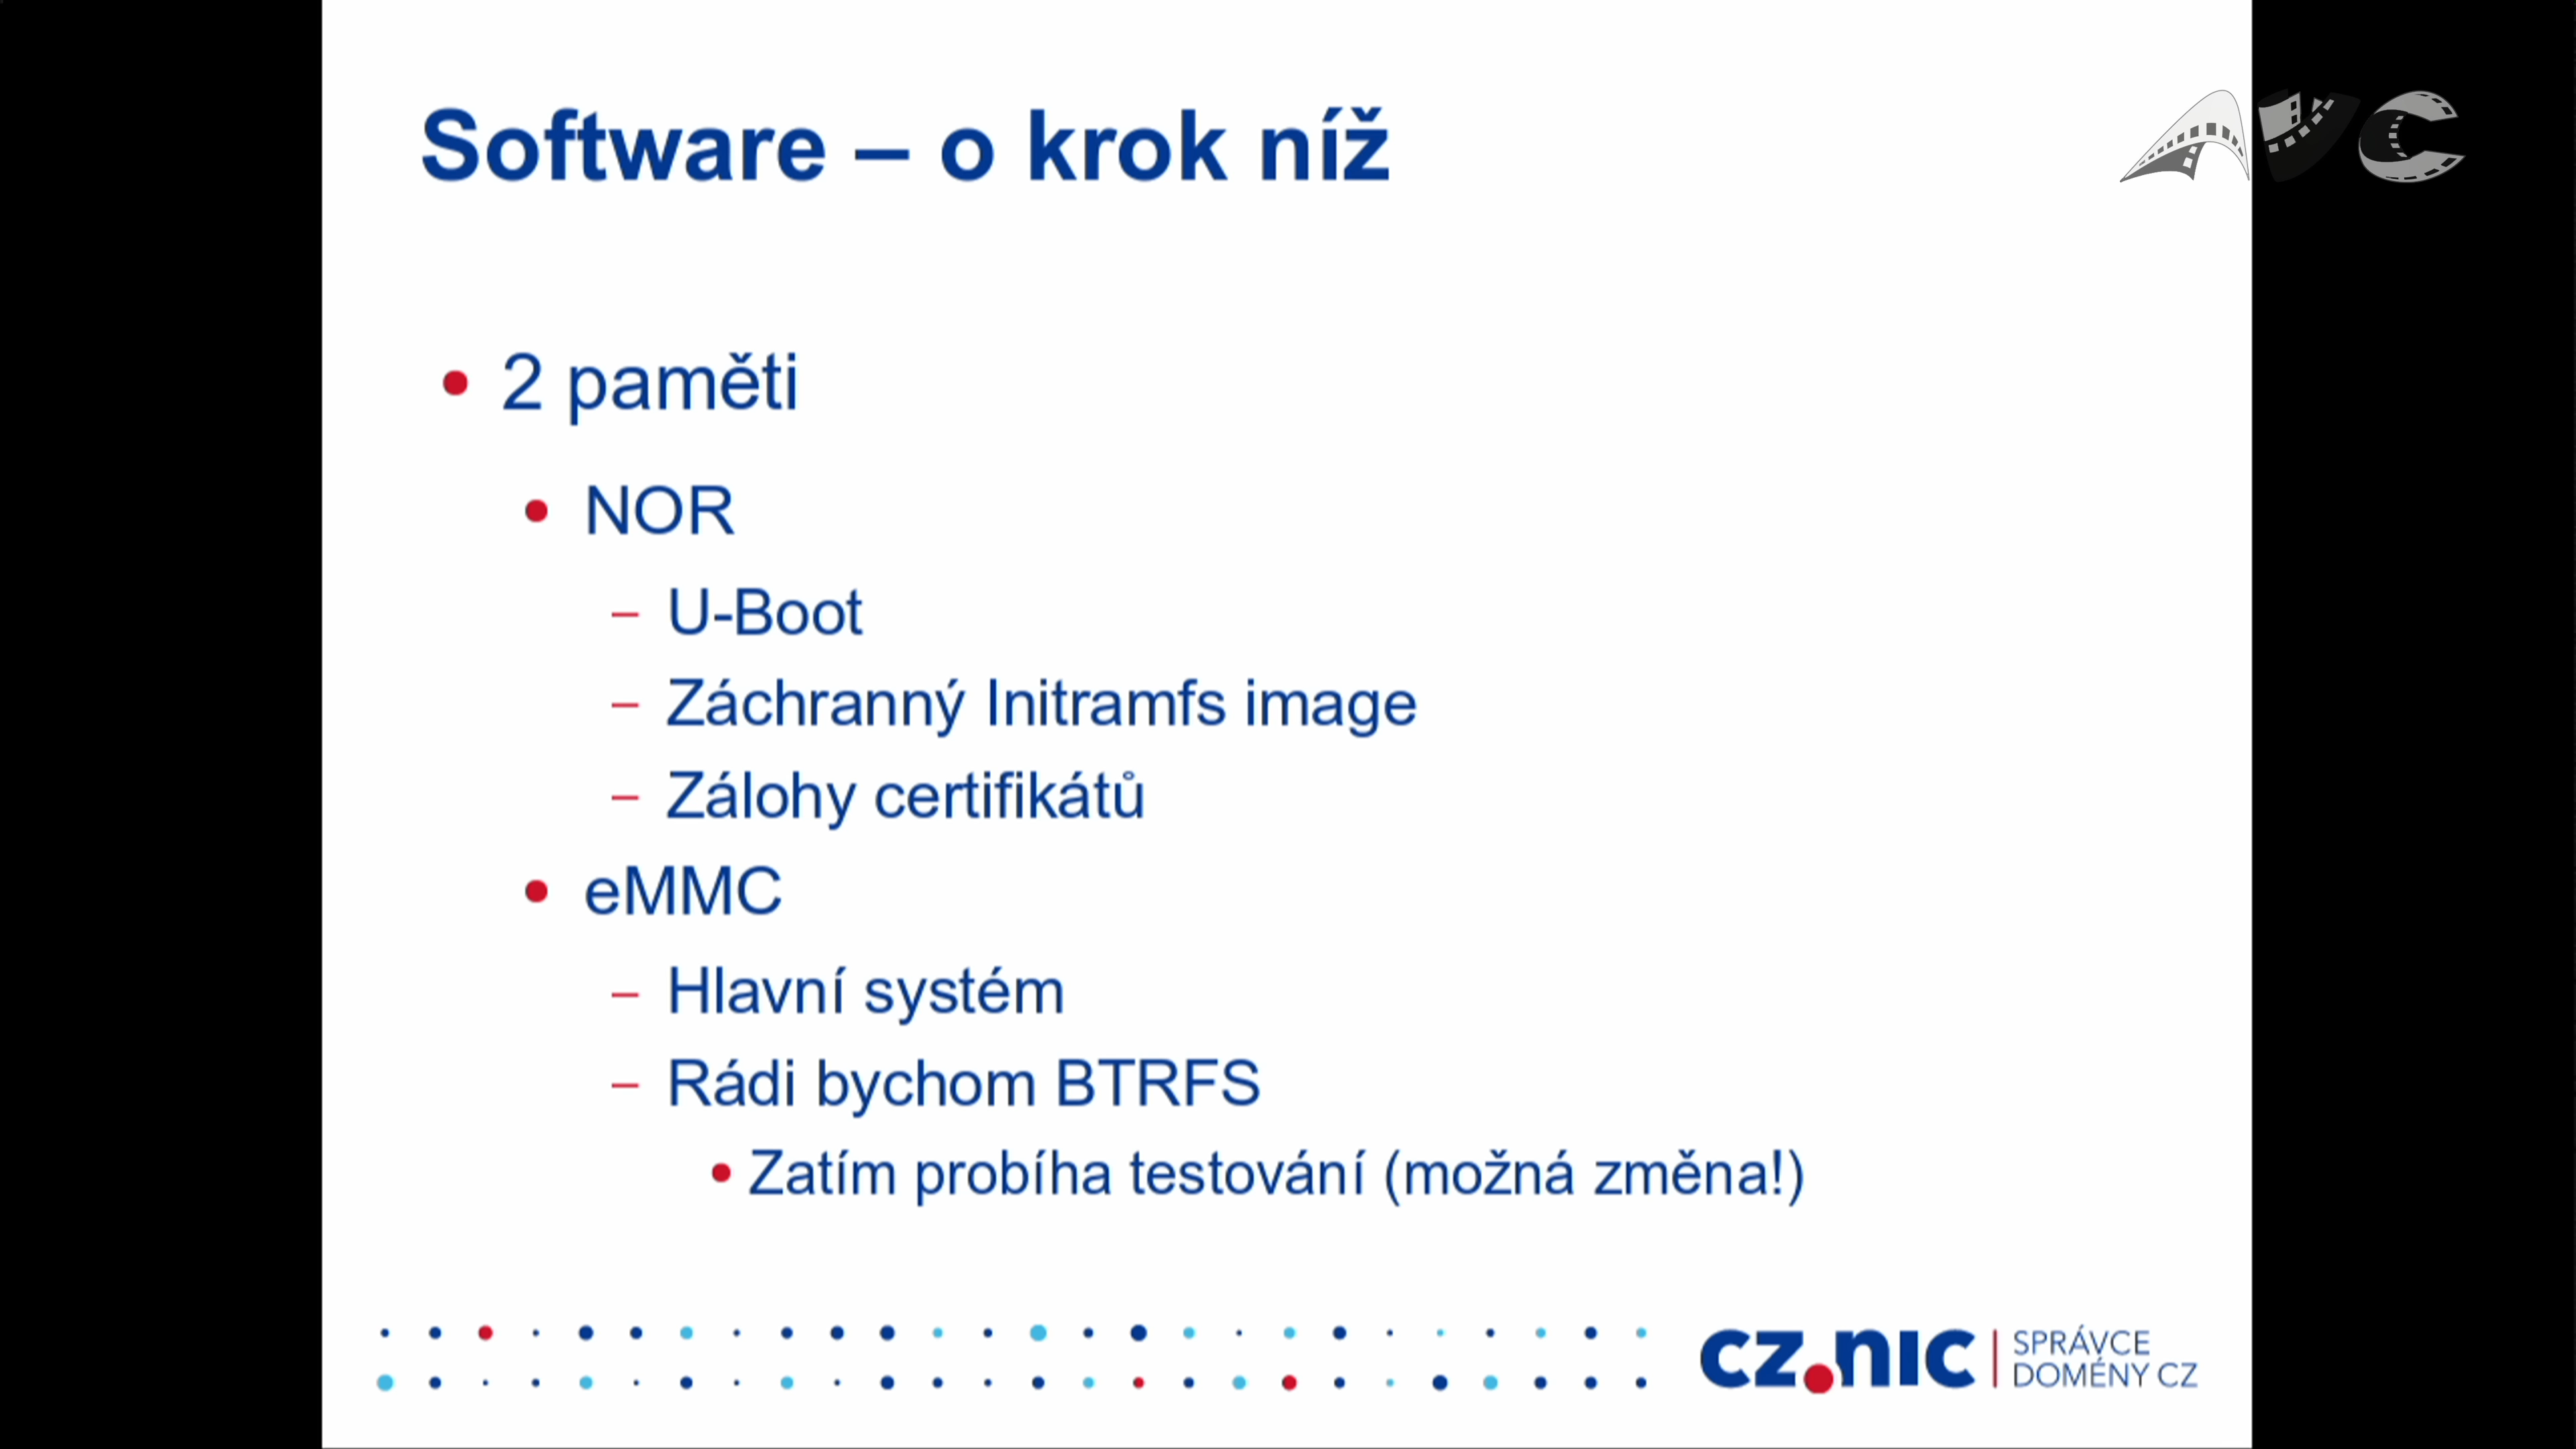 Software – o krok níž
AVC
• 2 paměti
• NOR
– U-Boot
– Záchranný Initramfs image
– Zálohy certifikátů
• eMMC
– Hlavní systém
– Rádi bychom BTRFS
• Zatím probíha testování (možná změna!)
cz.nic
SPRÁVCE
DOMÉNY CZ